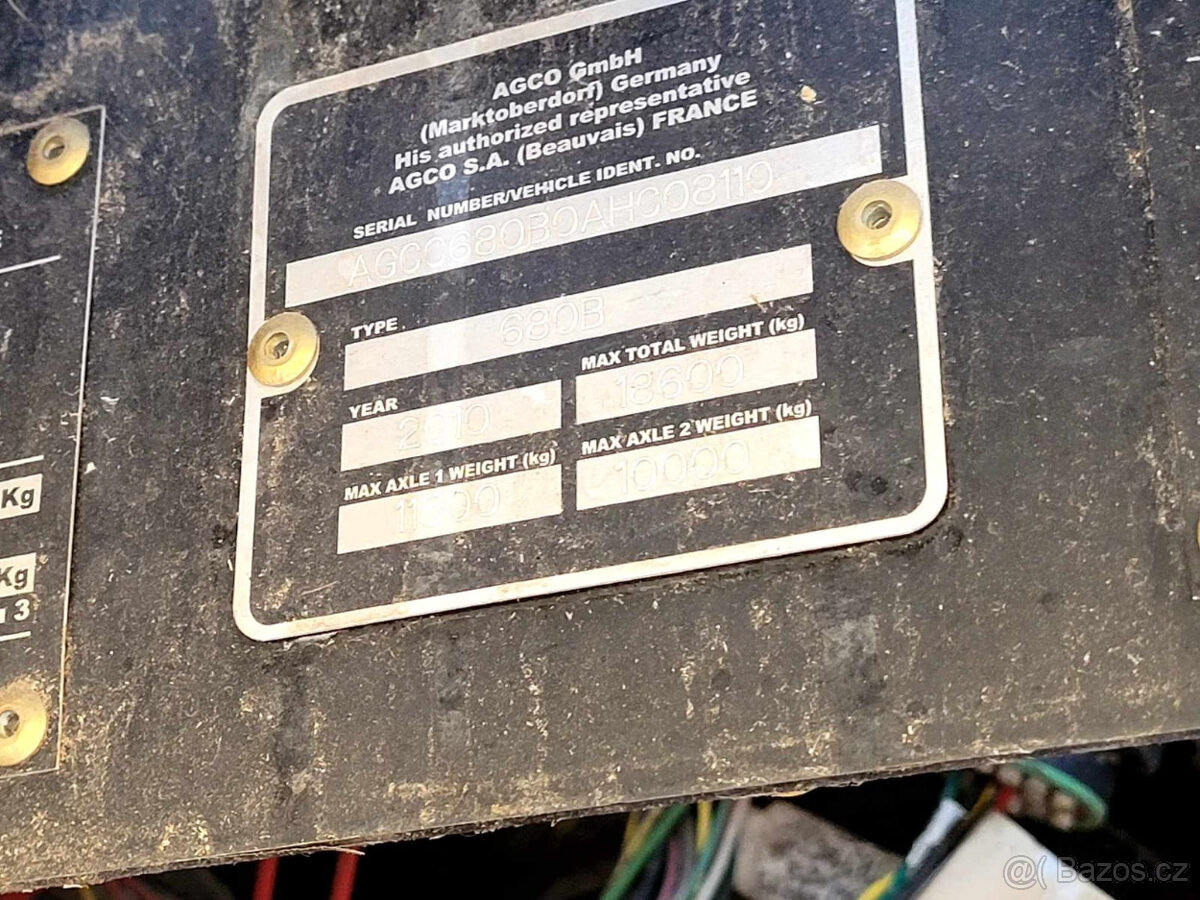 AGCO GmbH
(Marktoberdorf) Germany
His authorized representative
AGCO S.A. (Beauvais) FRANCE
SERIAL NUMBER/VEHICLE IDENT. NO.
TYPE
680B
YEAR
2010
MAX TOTAL WEIGHT (kg)
18600
MAX AXLE 1 WEIGHT (kg)
MAX AXLE 2 WEIGHT (kg)
10000
Kg
Kg
3
@( Bazos.cz